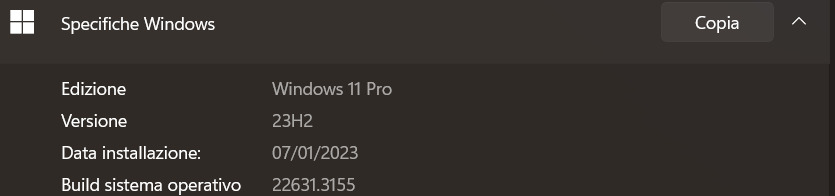 Specifiche Windows Copia
Edizione Windows 11 Pro
Versione 23H2
Data installazione: 07/01/2023
Build sistema operativo 22631.3155